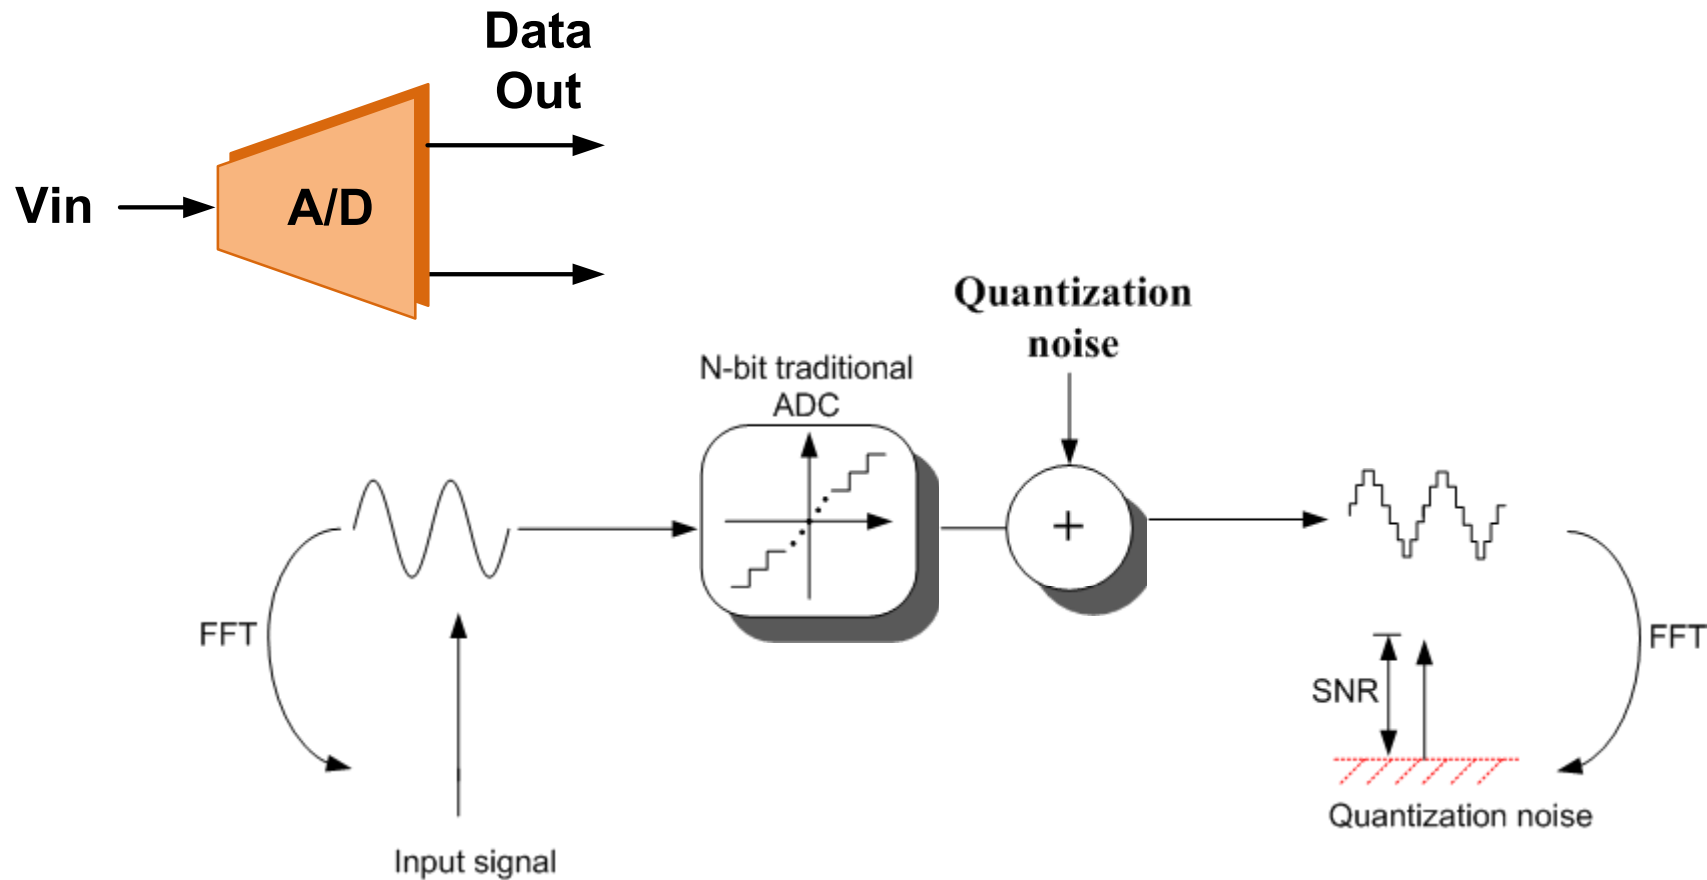 Data
Out
Vin
A/D
Quantization
noise
N-bit traditional
ADC
+
FFT
FFT
SNR
Quantization noise
Input signal